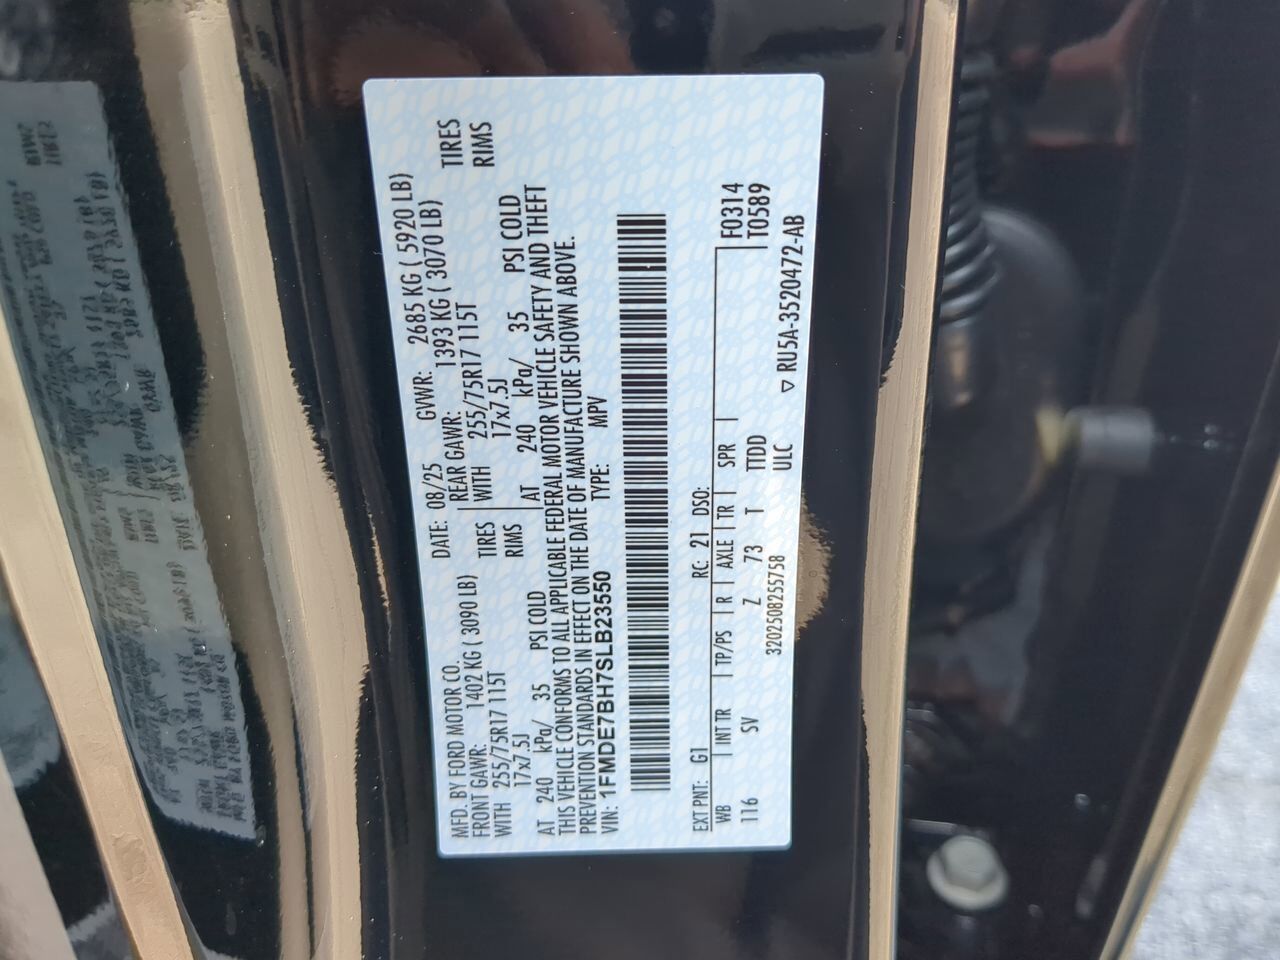 MFD. BY FORD MOTOR CO. DATE: 08/25 GVWR: 2685 KG ( 5920 LB)
FRONT GAWR: 1402 KG ( 3090 LB) REAR GAWR: 1393 KG ( 3070 LB)
WITH 255/75R17 115T TIRES WITH 255/75R17 115T TIRES
17x7.5J RIMS 17x7.5J RIMS
AT 240 kPa/ 35 PSI COLD AT 240 kPa/ 35 PSI COLD
THIS VEHICLE CONFORMS TO ALL APPLICABLE FEDERAL MOTOR VEHICLE SAFETY AND THEFT
PREVENTION STANDARDS IN EFFECT ON THE DATE OF MANUFACTURE SHOWN ABOVE.
VIN: 1FMDE7BH7SLB23550 TYPE: MPV
EXT PNT: G1 RC: 21 DSO:
WB INT TR TP/PS R AXLE TR SPR F0314
116 SV Z 73 T TTDD T0589
3202508255758 ULC ▽ RU5A-3520472-AB